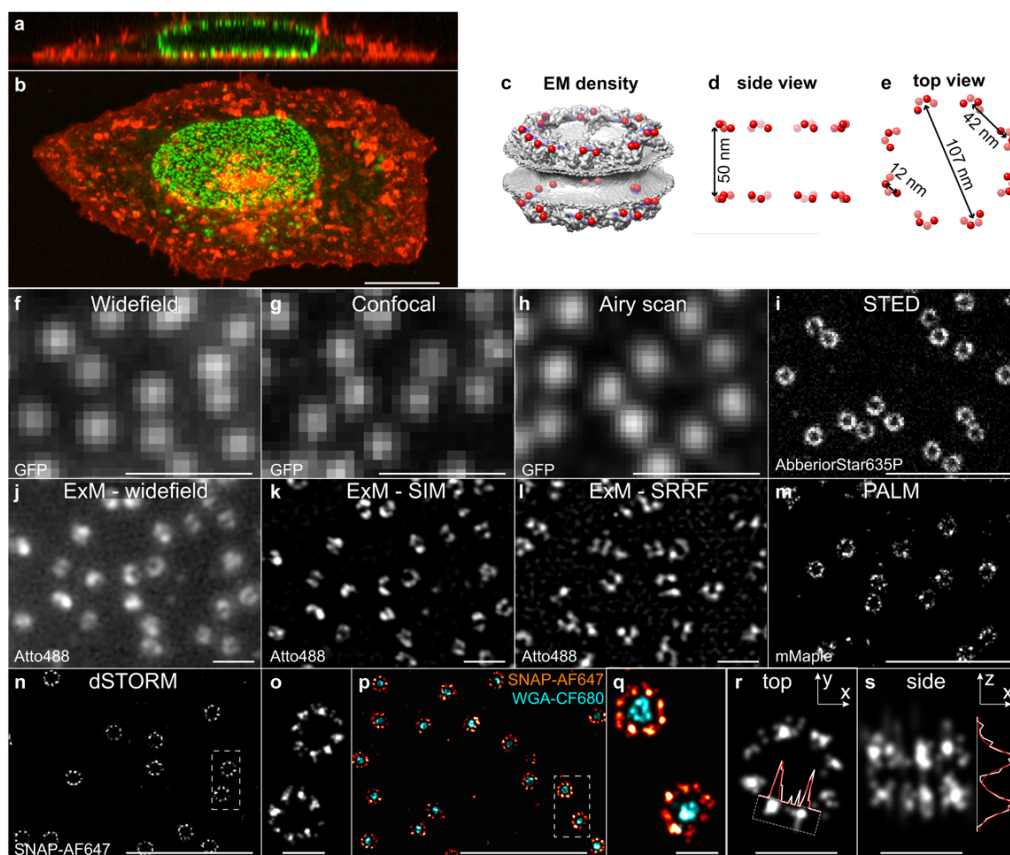 a
b
c EM density
d side view
50 nm
e top view
42 nm
107 nm
12 nm
f Widefield
GFP
g Confocal
GFP
h Airy scan
GFP
i STED
AbberiorStar635P
j ExM - widefield
Atto488
k ExM - SIM
Atto488
l ExM - SRRF
Atto488
m PALM
mMaple
n dSTORM
SNAP-AF647
o
p SNAP-AF647
WGA-CF680
q
r top
y
x
s side
z
x